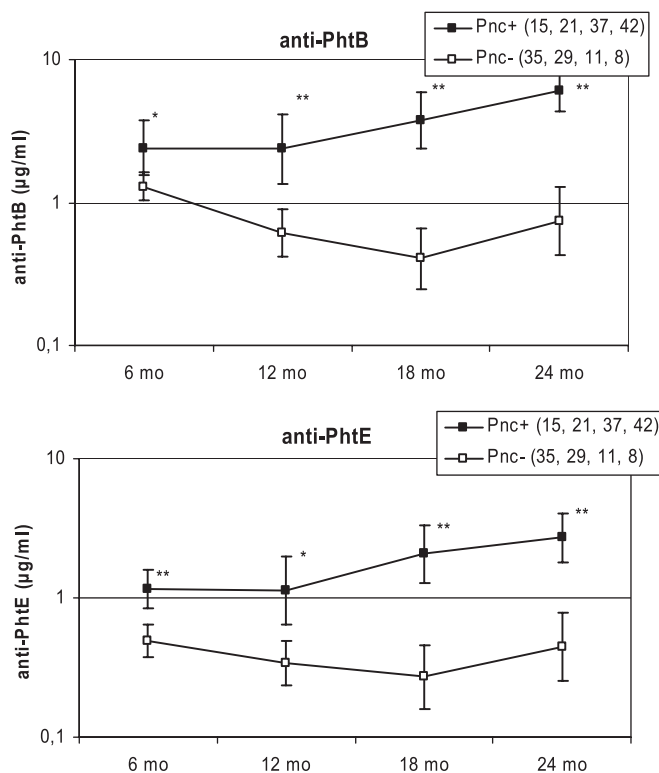 anti-PhtB
Pnc+ (15, 21, 37, 42)
Pnc- (35, 29, 11, 8)
anti-PhtB (µg/ml)
10
1
0,1
*
**
**
**
6 mo
12 mo
18 mo
24 mo
anti-PhtE
Pnc+ (15, 21, 37, 42)
Pnc- (35, 29, 11, 8)
anti-PhtE (µg/ml)
10
1
0,1
**
*
**
**
6 mo
12 mo
18 mo
24 mo